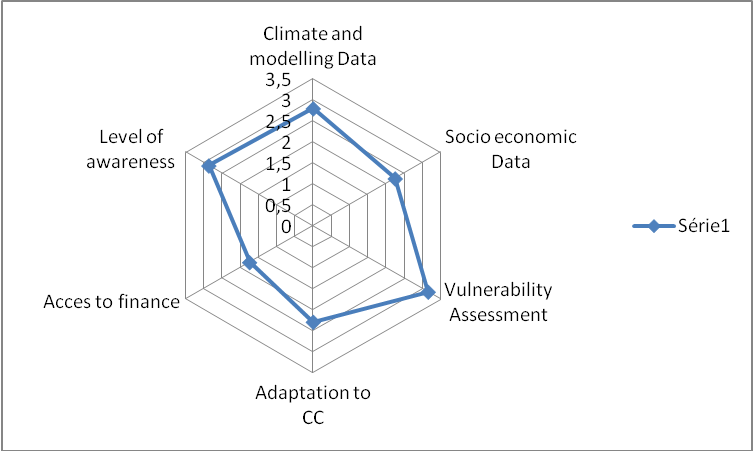 Climate and
modelling Data
3,5
3
2,5
2
1,5
1
0,5
0
Level of
awareness
Socio economic
Data
Série1
Acces to finance
Vulnerability
Assessment
Adaptation to
CC